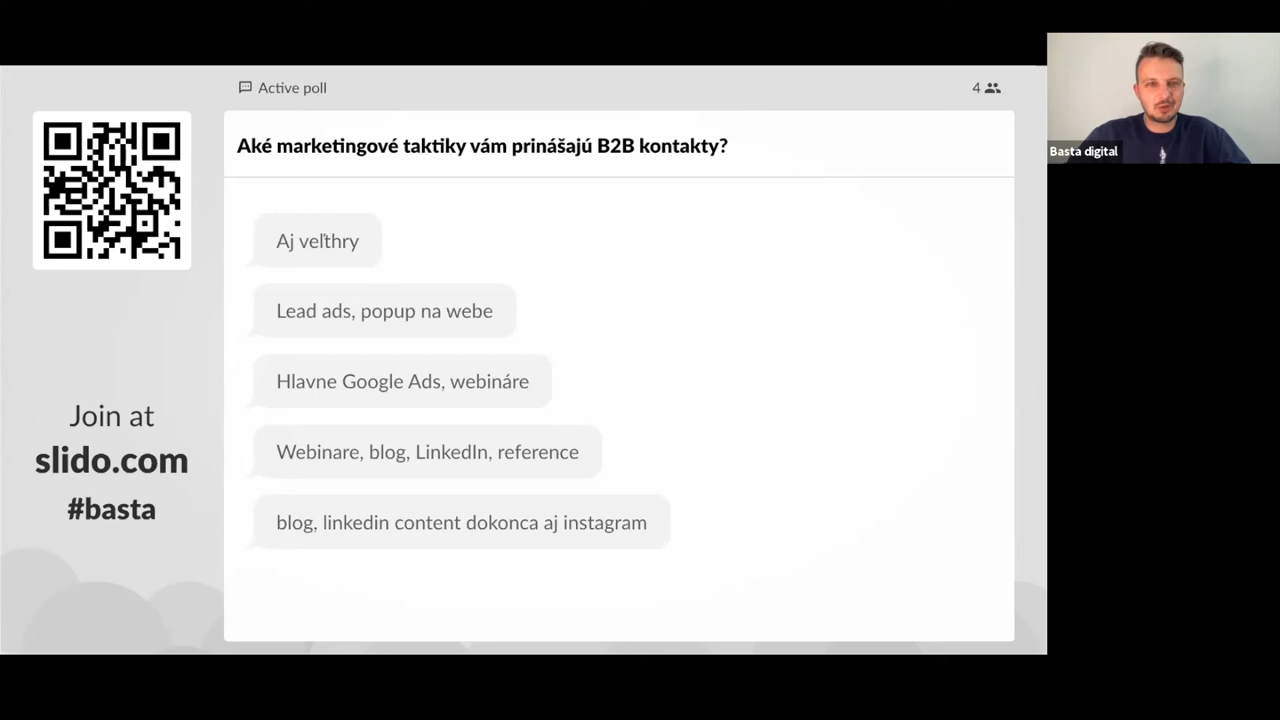 Active poll
4
Aké marketingové taktiky vám prinášajú B2B kontakty?
Aj veľthry
Lead ads, popup na webe
Hlavne Google Ads, webináre
Webinare, blog, LinkedIn, reference
blog, linkedin content dokonca aj instagram
Join at
slido.com
#basta
Basta digital